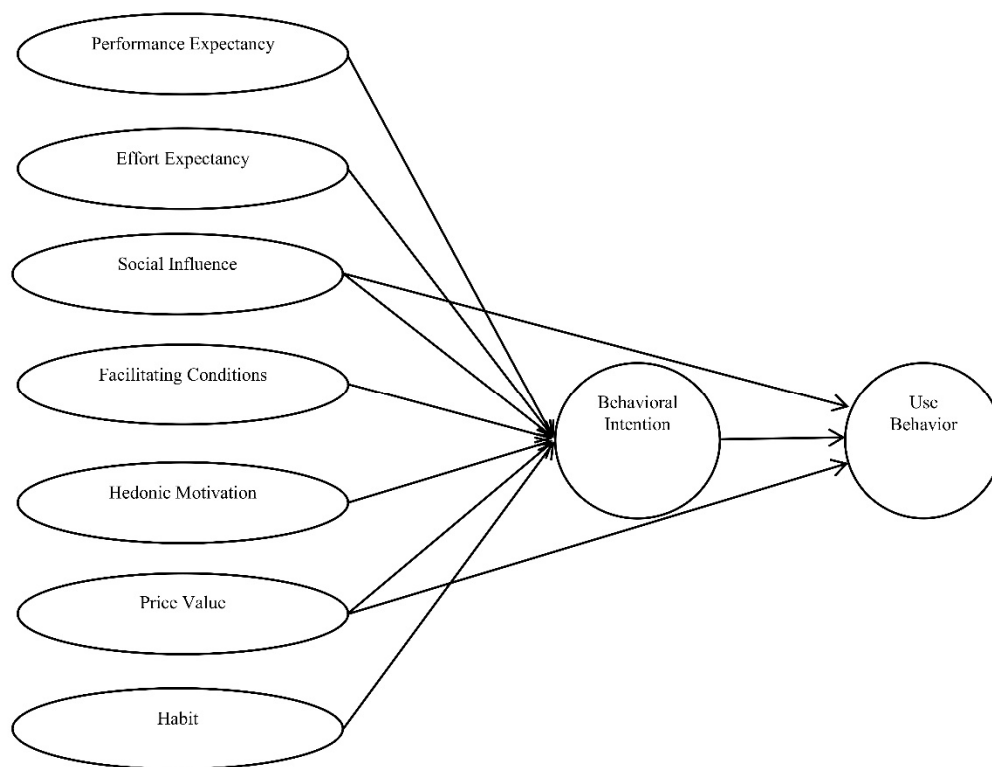 Performance Expectancy
Effort Expectancy
Social Influence
Facilitating Conditions
Hedonic Motivation
Price Value
Habit
Behavioral
Intention
Use
Behavior